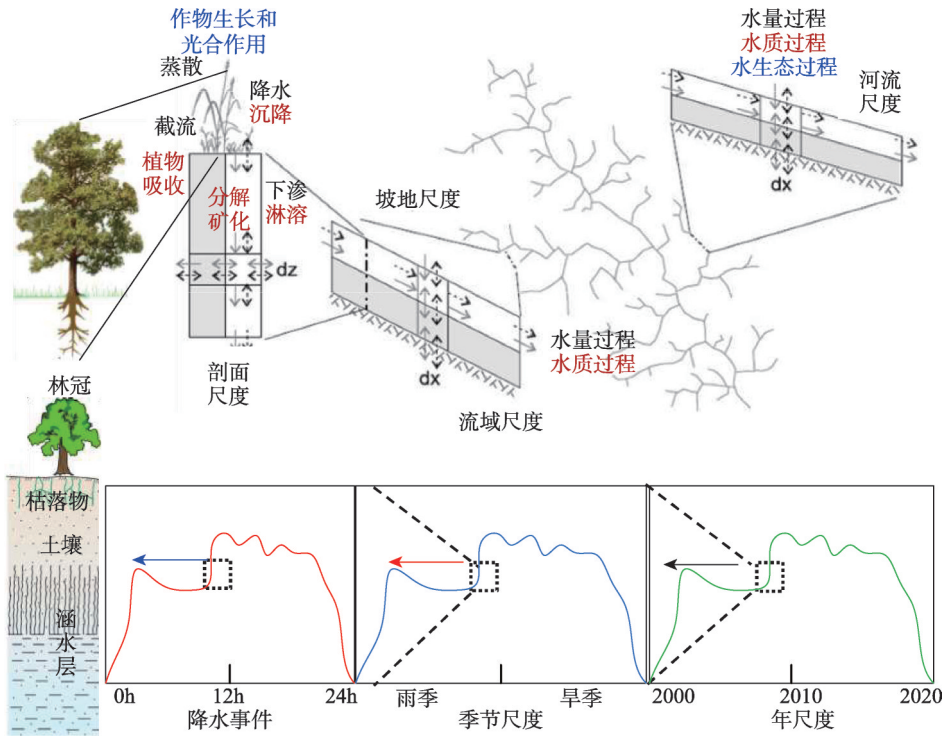 作物生长和
光合作用
蒸散
降水
沉降
截流
植物
吸收
分解
矿化
下渗
淋溶
dz
剖面
尺度
坡地尺度
dx
水量过程
水质过程
流域尺度
水量过程
水质过程
水生态过程
河流
尺度
dx
林冠
枯落物
土壤
涵
水
层
0h
12h
24h
降水事件
雨季
旱季
季节尺度
2000
2010
2020
年尺度